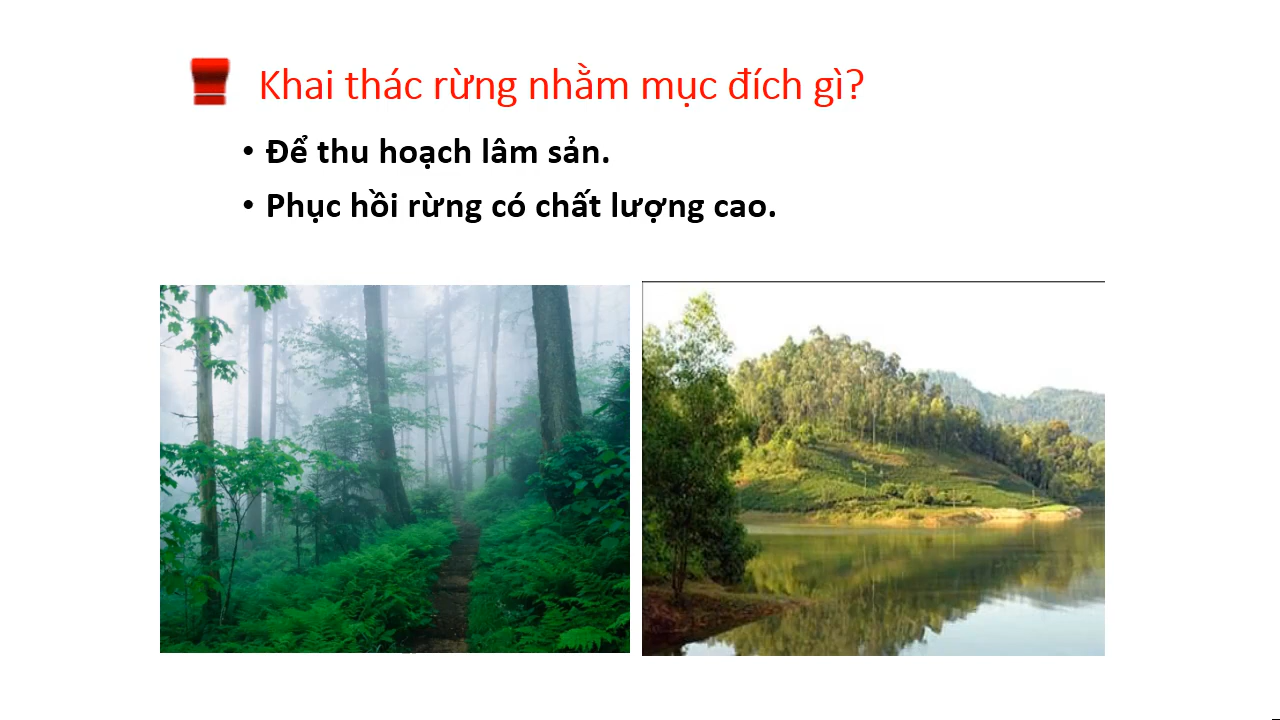 Khai thác rừng nhằm mục đích gì?
• Để thu hoạch lâm sản.
• Phục hồi rừng có chất lượng cao.